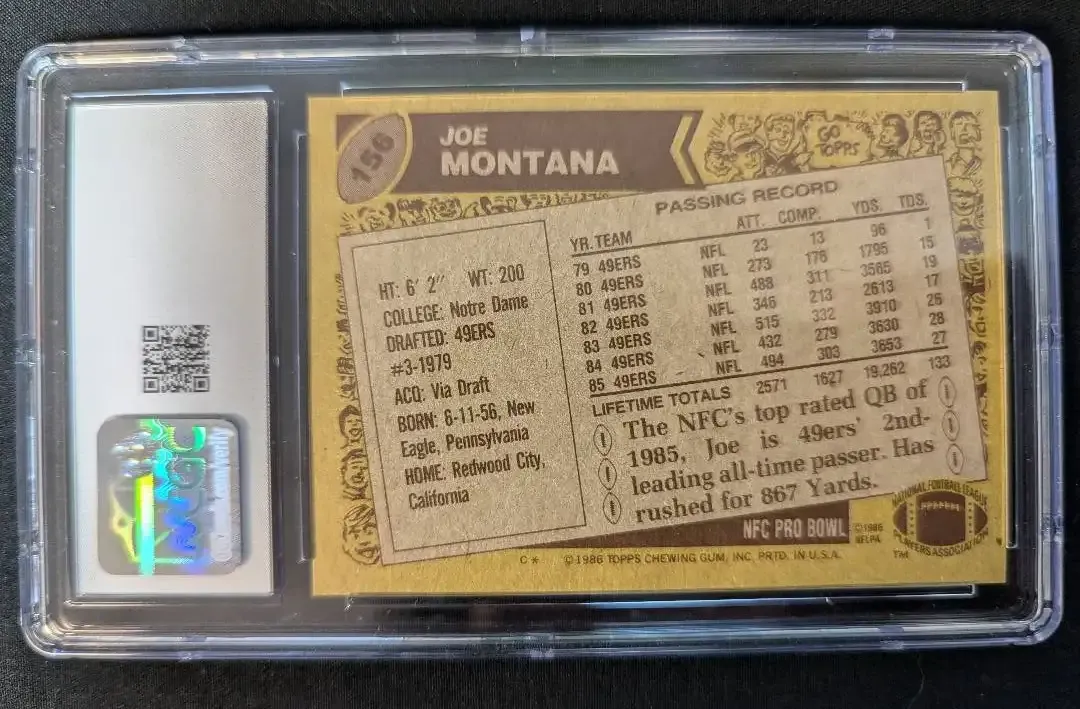 156
JOE
MONTANA
GO
TOPPS
PASSING RECORD
YR. TEAM ATT. COMP. YDS. TDS.
79 49ERS NFL 23 13 96 1
80 49ERS NFL 273 176 1795 15
81 49ERS NFL 488 311 3565 19
82 49ERS NFL 346 213 2613 17
83 49ERS NFL 515 332 3910 26
84 49ERS NFL 432 279 3630 28
85 49ERS NFL 494 303 3653 27
LIFETIME TOTALS 2571 1627 19,262 133
HT: 6' 2" WT: 200
COLLEGE: Notre Dame
DRAFTED: 49ERS
#3-1979
ACQ: Via Draft
BORN: 6-11-56, New
Eagle, Pennsylvania
HOME: Redwood City,
California
The NFC's top rated QB of
1985, Joe is 49ers' 2nd-
leading all-time passer. Has
rushed for 867 Yards.
NFC PRO BOWL
©1986
NFLPA
NATIONAL FOOTBALL LEAGUE
PLAYERS ASSOCIATION
TM
C* ©1986 TOPPS CHEWING GUM, INC. PRTD. IN U.S.A.